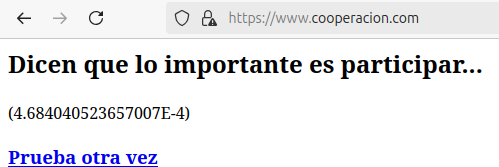 https://www.cooperacion.com
Dicen que lo importante es participar...
(4.684040523657007E-4)
Prueba otra vez